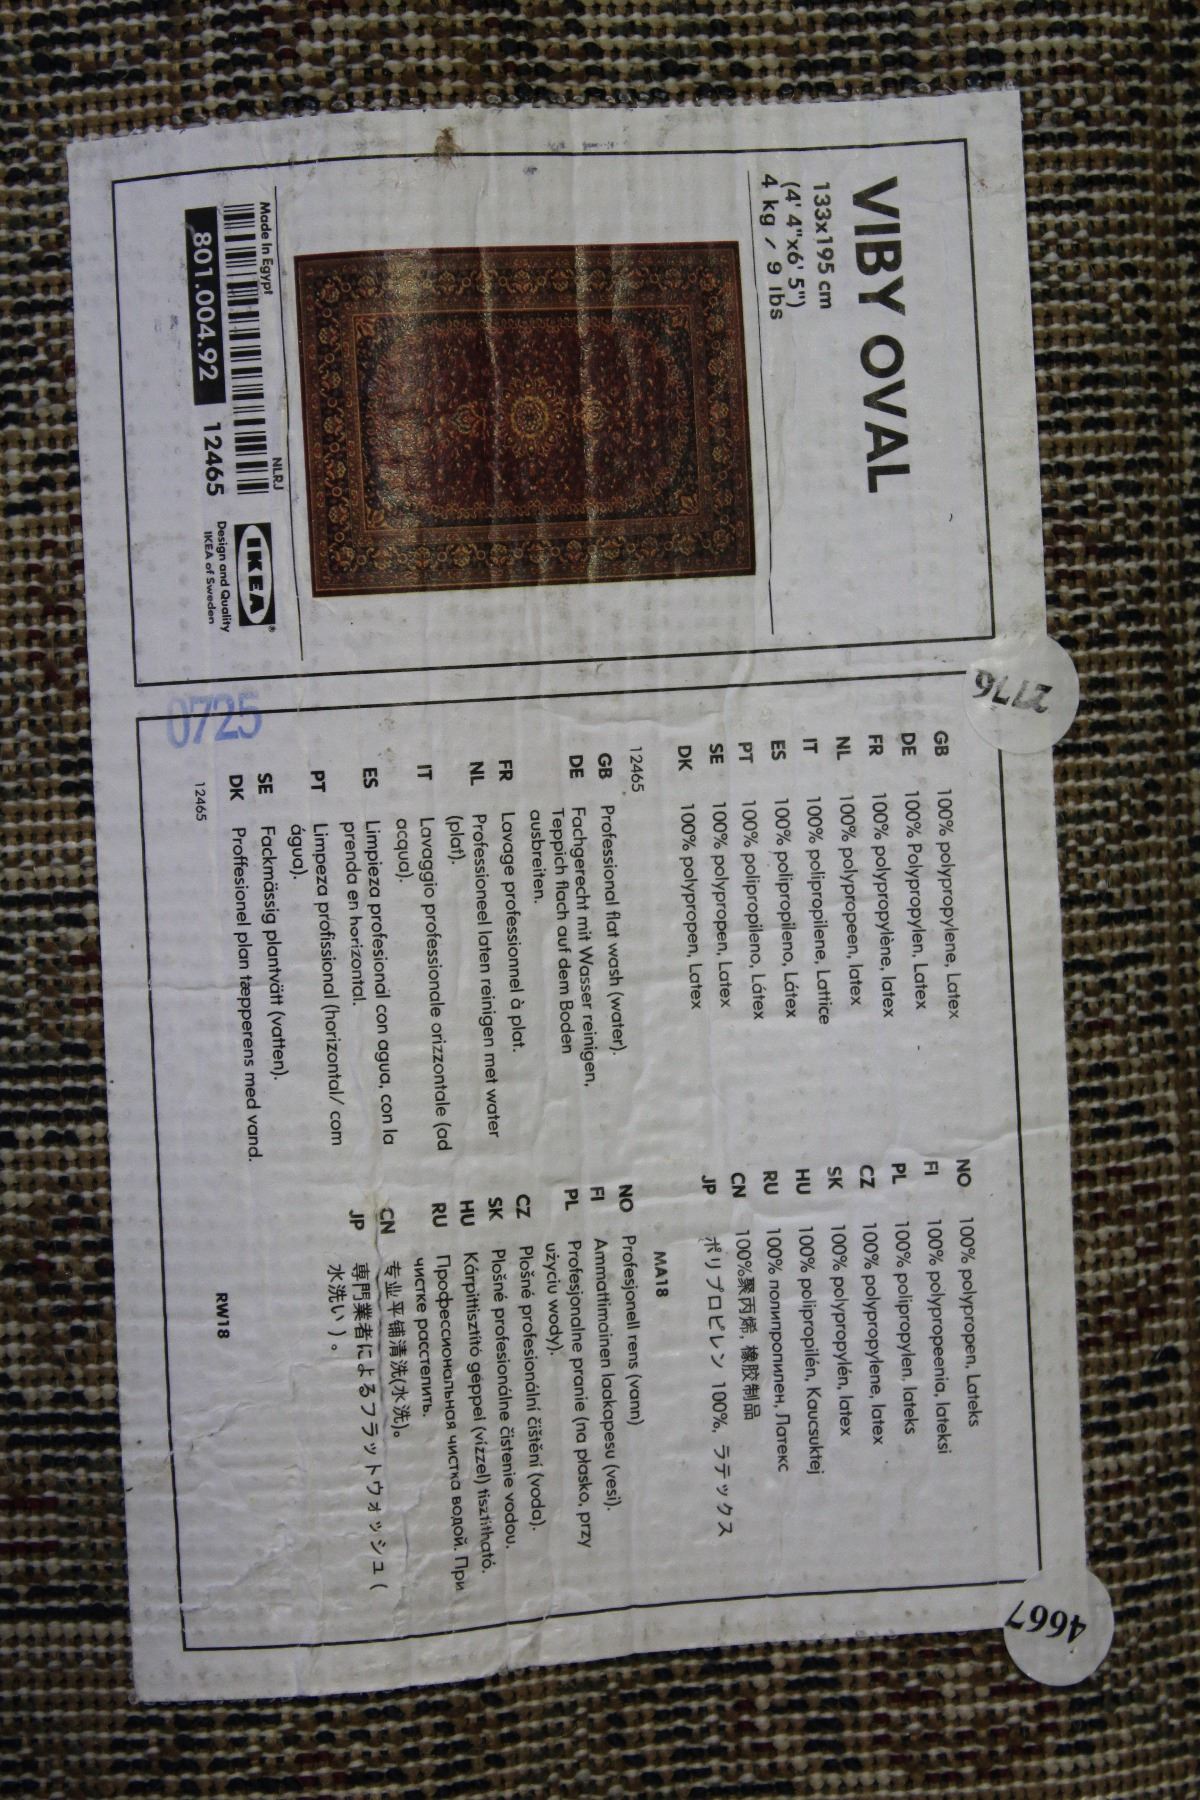 VIBY OVAL
133x195 cm
(4' 4"x6' 5")
4 kg / 9 lbs
Made In Egypt
NLRJ
801.004.92
12465
IKEA®
Design and Quality
IKEA of Sweden
2776
0725
GB 100% polypropylene, Latex
DE 100% Polypropylen, Latex
FR 100% polypropylène, latex
NL 100% polypropeen, latex
IT 100% polipropilene, Lattice
ES 100% polipropileno, Látex
PT 100% polipropileno, Látex
SE 100% polypropen, Latex
DK 100% polypropen, Latex
NO 100% polypropen, Lateks
FI 100% polypropeenia, lateksi
PL 100% polipropylen, lateks
CZ 100% polypropylene, latex
SK 100% polypropylén, latex
HU 100% polipropilén, Kaucsuktej
RU 100% полипропилен, Латекс
CN 100%聚丙烯, 橡胶制品
JP ポリプロピレン 100%, ラテックス
12465
MA18
GB Professional flat wash (water).
DE Fachgerecht mit Wasser reinigen,
Teppich flach auf dem Boden
ausbreiten.
FR Lavage professionnel à plat.
NL Professioneel laten reinigen met water
(plat).
IT Lavaggio professionale orizzontale (ad
acqua).
ES Limpieza profesional con agua, con la
prenda en horizontal.
PT Limpeza profissional (horizontal/ com
água).
SE Fackmässig plantvätt (vatten).
DK Proffesionel plan tæpperens med vand.
NO Profesjonell rens (vann)
FI Ammattimainen laakapesu (vesi).
PL Profesjonalne pranie (na płasko, przy
użyciu wody).
CZ Plošné profesionální čištění (voda).
SK Plošné profesionálne čistenie vodou.
HU Kárpittisztító géppel (vízzel) tisztítható.
RU Профессиональная чистка водой. При
чистке расстелить.
CN 专业平铺清洗(水洗)。
JP 専門業者によるフラットウォッシュ (
水洗い ) 。
12465
RW18
4667